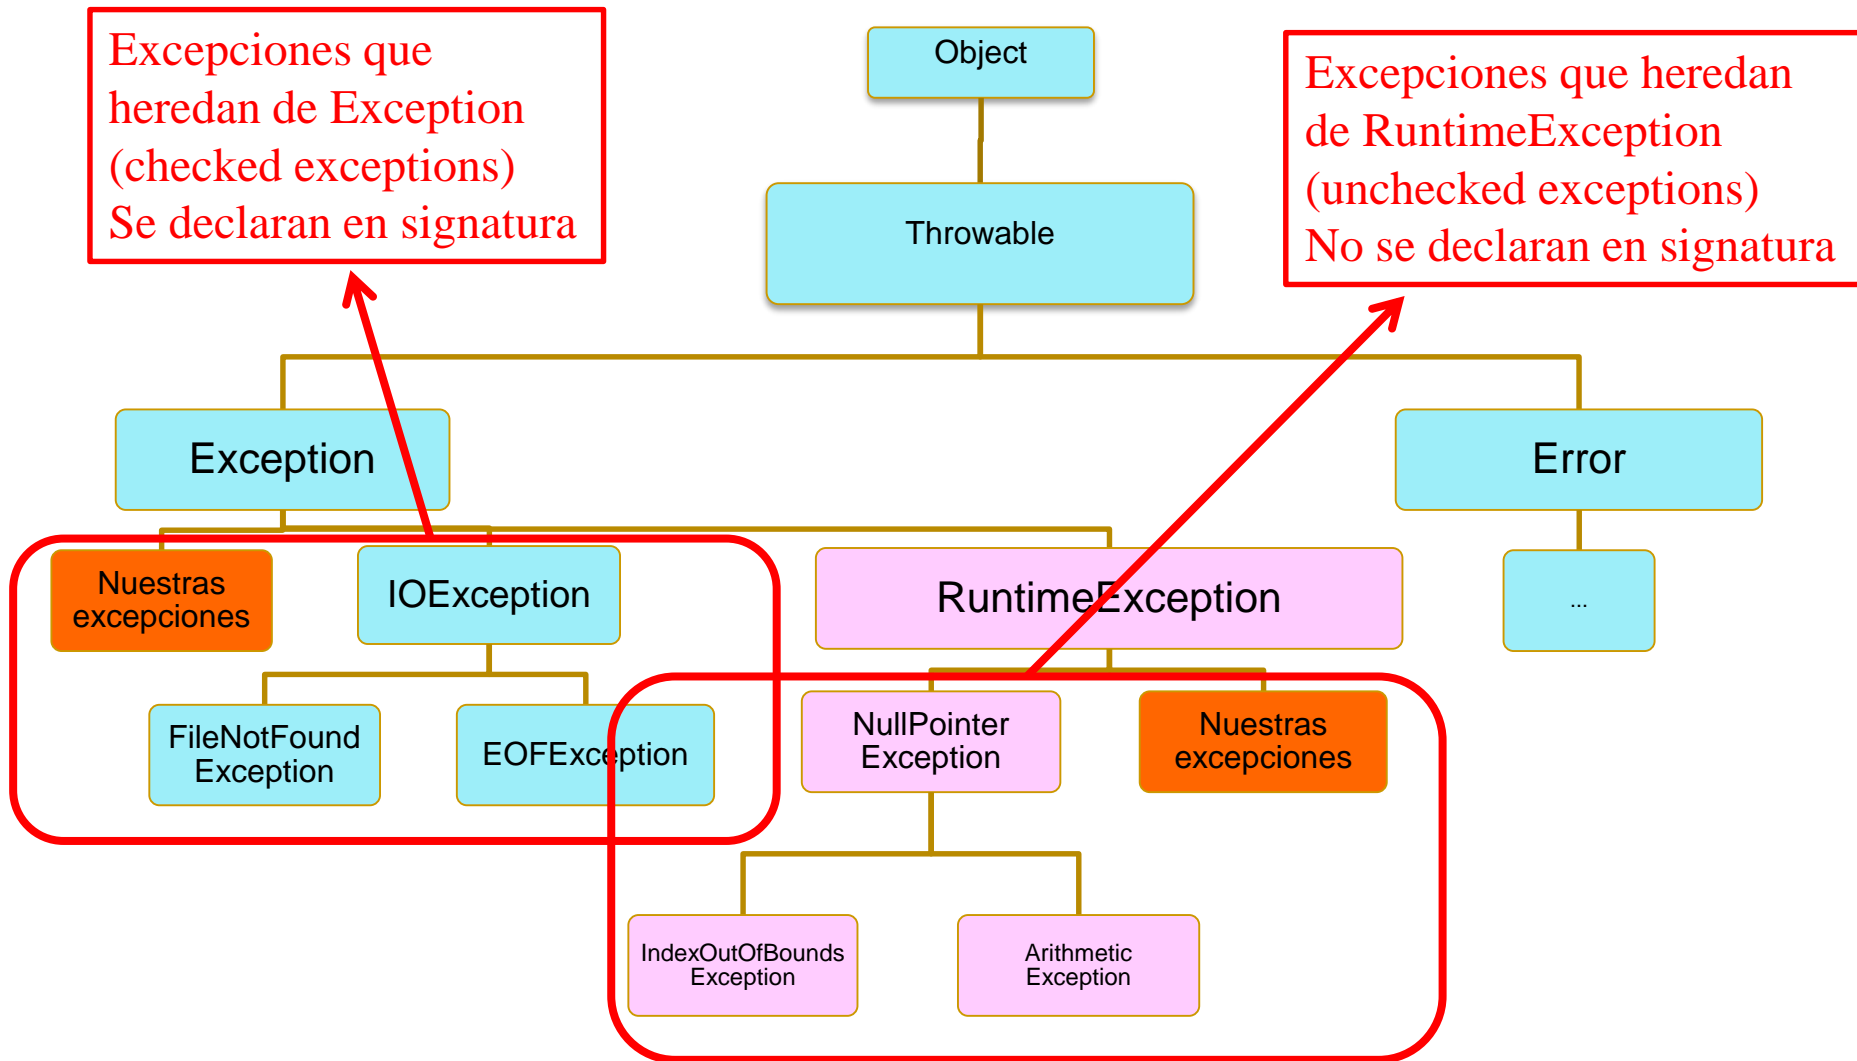 Excepciones que
heredan de Exception
(checked exceptions)
Se declaran en signatura
Object
Excepciones que heredan
de RuntimeException
(unchecked exceptions)
No se declaran en signatura
Throwable
Exception
Error
Nuestras
excepciones
IOException
RuntimeException
...
FileNotFound
Exception
EOFException
NullPointer
Exception
Nuestras
excepciones
IndexOutOfBounds
Exception
Arithmetic
Exception